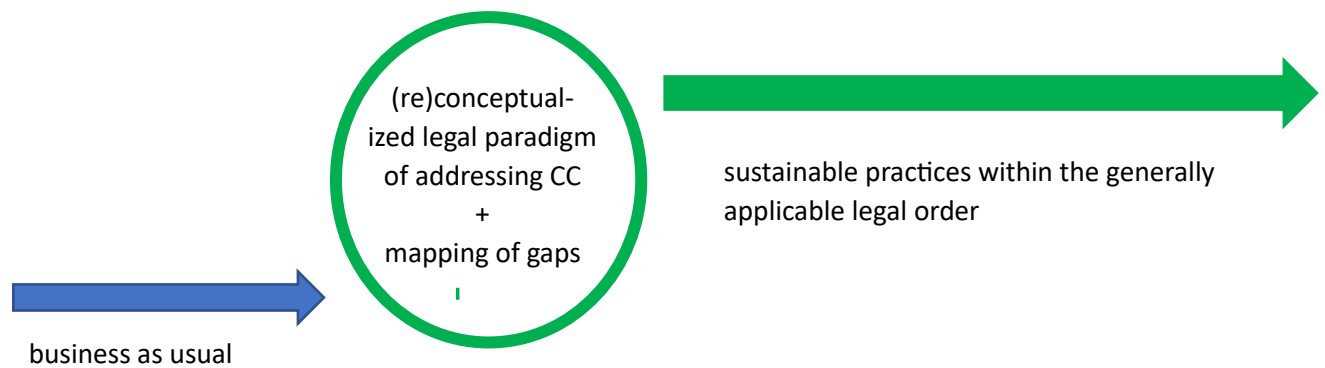 (re)conceptual-
ized legal paradigm
of addressing CC
+
mapping of gaps
sustainable practices within the generally
applicable legal order
business as usual